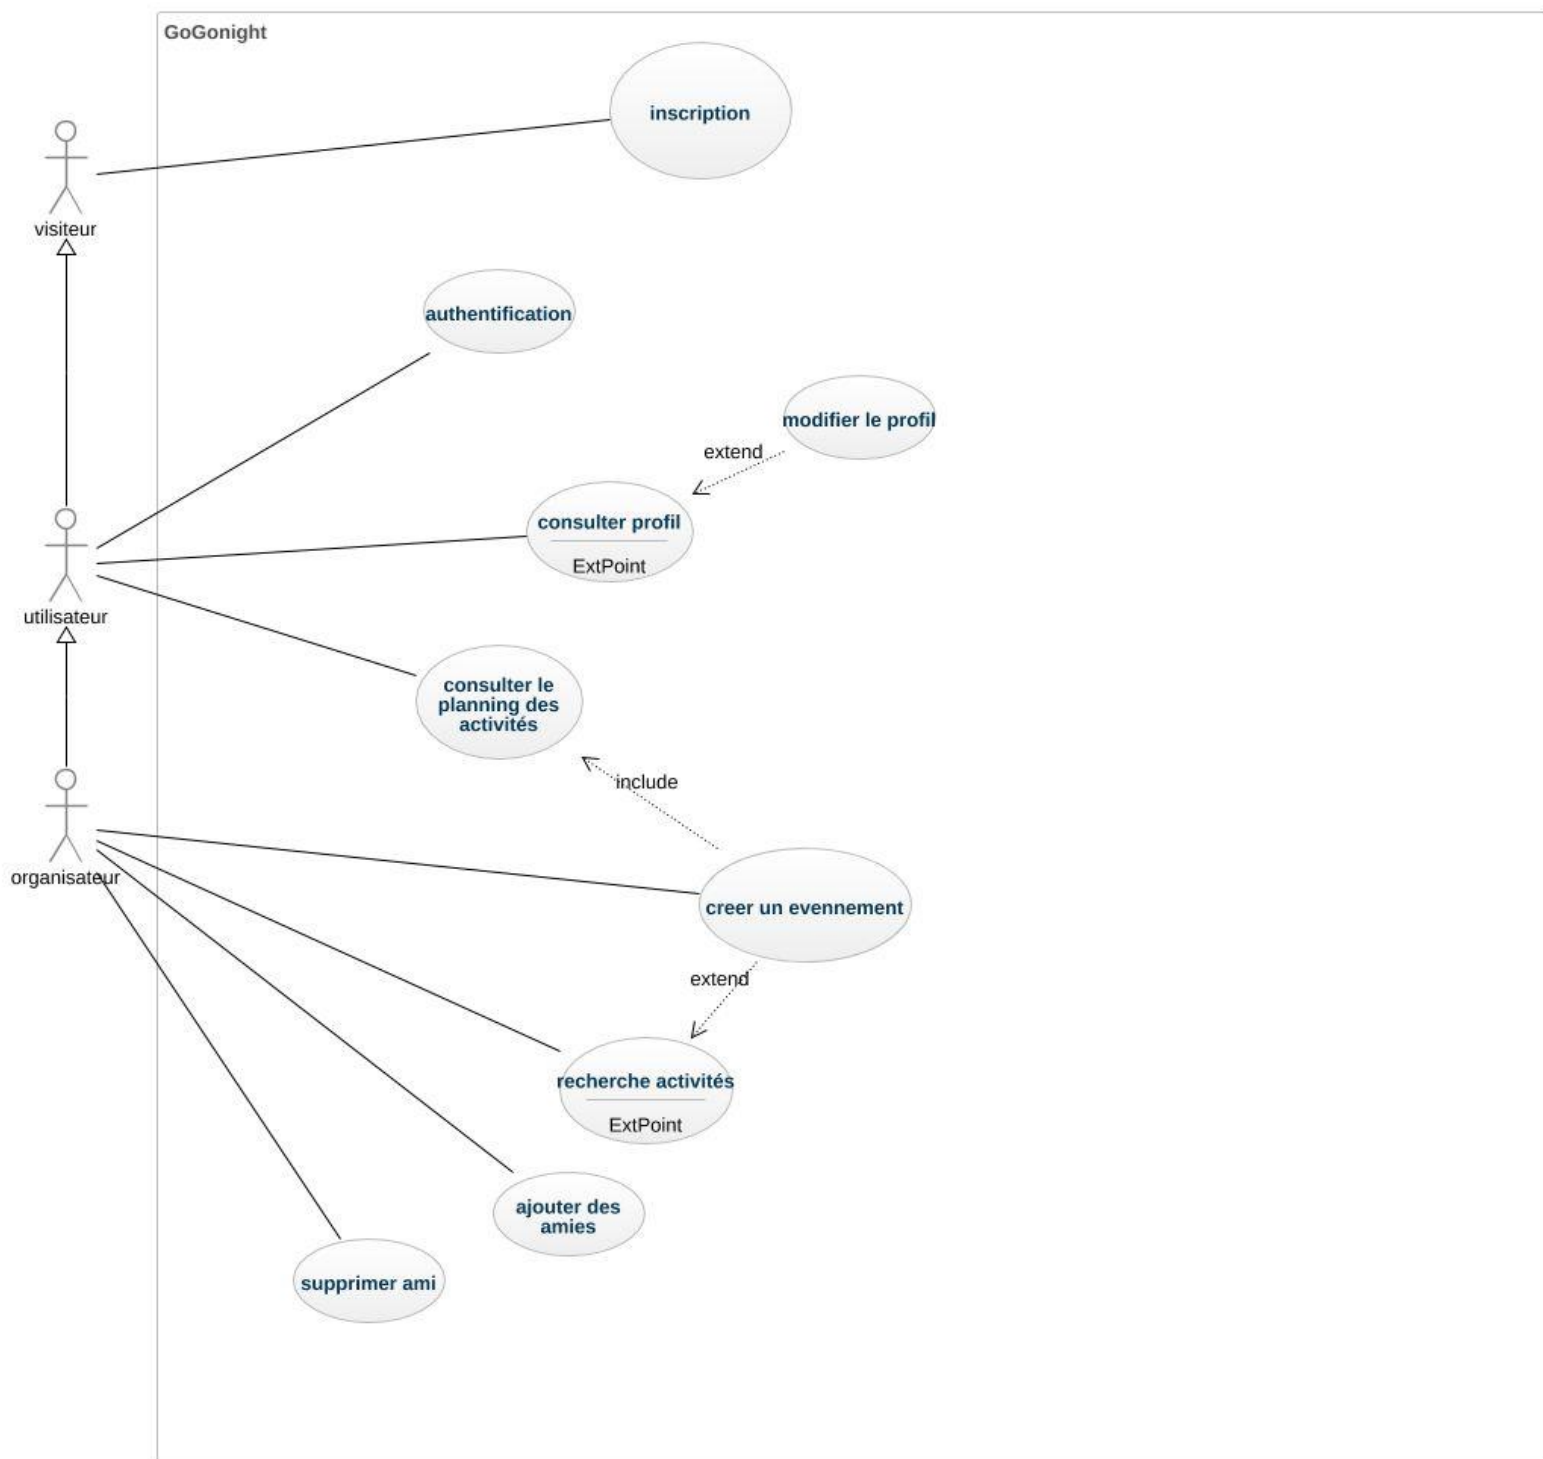 GoGonight
inscription
visiteur
authentification
modifier le profil
extend
consulter profil
ExtPoint
utilisateur
consulter le
planning des
activités
include
organisateur
creer un evennement
extend
recherche activités
ExtPoint
ajouter des
amies
supprimer ami